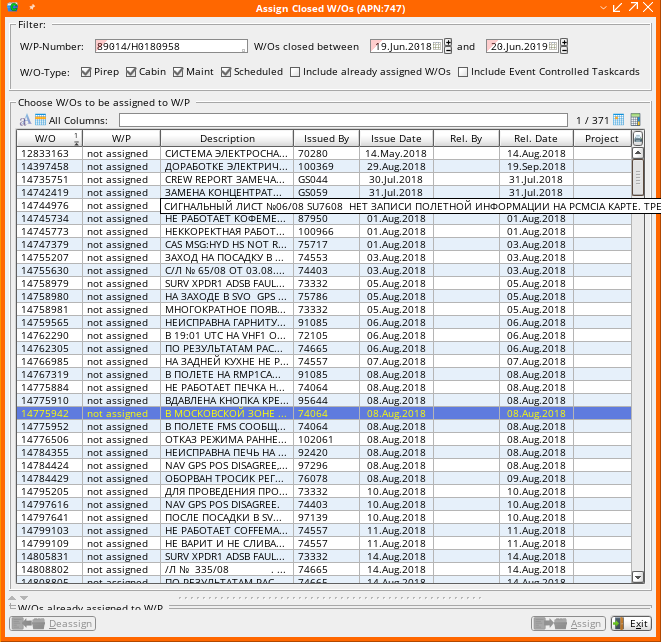 Assign Closed W/Os (APN:747)
Filter:
W/P-Number: 89014/H0180958 W/Os closed between 19.Jun.2018 and 20.Jun.2019
W/O-Type: Pirep Cabin Maint Scheduled Include already assigned W/Os Include Event Controlled Taskcards
Choose W/Os to be assigned to W/P
All Columns: 1 / 371
W/O 1 W/P Description Issued By Issue Date Rel. By Rel. Date Project
12833163 not assigned СИСТЕМА ЭЛЕКТРОСНА... 70280 14.May.2018 14.Aug.2018
14397458 not assigned ДОРАБОТКЕ ЭЛЕКТРИЧ... 100369 29.Aug.2018 19.Sep.2018
14735751 not assigned CREW REPORT ЗАМЕЧА... GS044 30.Jul.2018 31.Jul.2018
14742419 not assigned ЗАМЕНА КОНЦЕНТРАТ... GS059 31.Jul.2018 31.Jul.2018
14744976 not assigned СИГНАЛЬНЫЙ ЛИСТ №06/08 SU7608 НЕТ ЗАПИСИ ПОЛЕТНОЙ ИНФОРМАЦИИ НА PCMCIA КАРТЕ. ТРЕ
14745734 not assigned НЕ РАБОТАЕТ КОФЕМЕ... 87950 01.Aug.2018 01.Aug.2018
14745773 not assigned НЕККОРЕКТНАЯ РАБОТ... 100966 01.Aug.2018 01.Aug.2018
14747379 not assigned CAS MSG:HYD HS NOT R... 75717 01.Aug.2018 03.Aug.2018
14755207 not assigned ЗАХОД НА ПОСАДКУ В ... 74553 03.Aug.2018 03.Aug.2018
14755630 not assigned С/Л № 65/08 ОТ 03.08.... 74403 03.Aug.2018 03.Aug.2018
14758979 not assigned SURV XPDR1 ADSB FAUL... 73332 05.Aug.2018 05.Aug.2018
14758980 not assigned НА ЗАХОДЕ В SVO GPS ... 75786 05.Aug.2018 05.Aug.2018
14758981 not assigned МНОГОКРАТНОЕ ПОЯВ... 73332 05.Aug.2018 05.Aug.2018
14759565 not assigned НЕИСПРАВНА ГАРНИТУ... 91085 06.Aug.2018 06.Aug.2018
14762290 not assigned В 19:01 UTC НА VHF1 О... 72105 06.Aug.2018 06.Aug.2018
14762305 not assigned ПО РЕЗУЛЬТАТАМ РАС... 74665 06.Aug.2018 06.Aug.2018
14766985 not assigned НА ЗАДНЕЙ КУХНЕ НЕ Р... 74557 07.Aug.2018 07.Aug.2018
14767319 not assigned В ПОЛЕТЕ НА RMP1CA... 91085 08.Aug.2018 08.Aug.2018
14775884 not assigned НЕ РАБОТАЕТ ПЕЧКА Н... 74064 08.Aug.2018 08.Aug.2018
14775910 not assigned ВДАВЛЕНА КНОПКА КРЕ... 95644 08.Aug.2018 08.Aug.2018
14775942 not assigned В МОСКОВСКОЙ ЗОНЕ ... 74064 08.Aug.2018 08.Aug.2018
14775952 not assigned В ПОЛЕТЕ FMS СООБЩ... 74064 08.Aug.2018 08.Aug.2018
14776506 not assigned ОТКАЗ РЕЖИМА РАННЕ... 102061 08.Aug.2018 08.Aug.2018
14784355 not assigned НЕИСПРАВНА ПЕЧЬ НА ... 92420 08.Aug.2018 08.Aug.2018
14784424 not assigned NAV GPS POS DISAGREE,... 97296 08.Aug.2018 08.Aug.2018
14784429 not assigned ОБОРВАН ТРОСИК РЕГ... 76078 08.Aug.2018 09.Aug.2018
14795205 not assigned ДЛЯ ПРОВЕДЕНИЯ ПРО... 73332 10.Aug.2018 10.Aug.2018
14797616 not assigned NAV GPS POS DISAGREE. 74403 10.Aug.2018 10.Aug.2018
14797641 not assigned ПОСЛЕ ПОСАДКИ В SV... 97139 10.Aug.2018 10.Aug.2018
14799103 not assigned НЕ РАБОТАЕТ COFFEMA... 74557 11.Aug.2018 11.Aug.2018
14799109 not assigned НЕ ВАРИТ И НЕ СЛИВА... 74557 11.Aug.2018 11.Aug.2018
14805831 not assigned SURV XPDR1 ADSB FAUL... 73332 14.Aug.2018 14.Aug.2018
14808802 not assigned /Л № 335/08 . ... 74665 14.Aug.2018 14.Aug.2018
14808805 not assigned ПО РЕЗУЛЬТАТАМ РАС... 74665 14.Aug.2018 14.Aug.2018
W/Os already assigned to W/P
Deassign Assign Exit